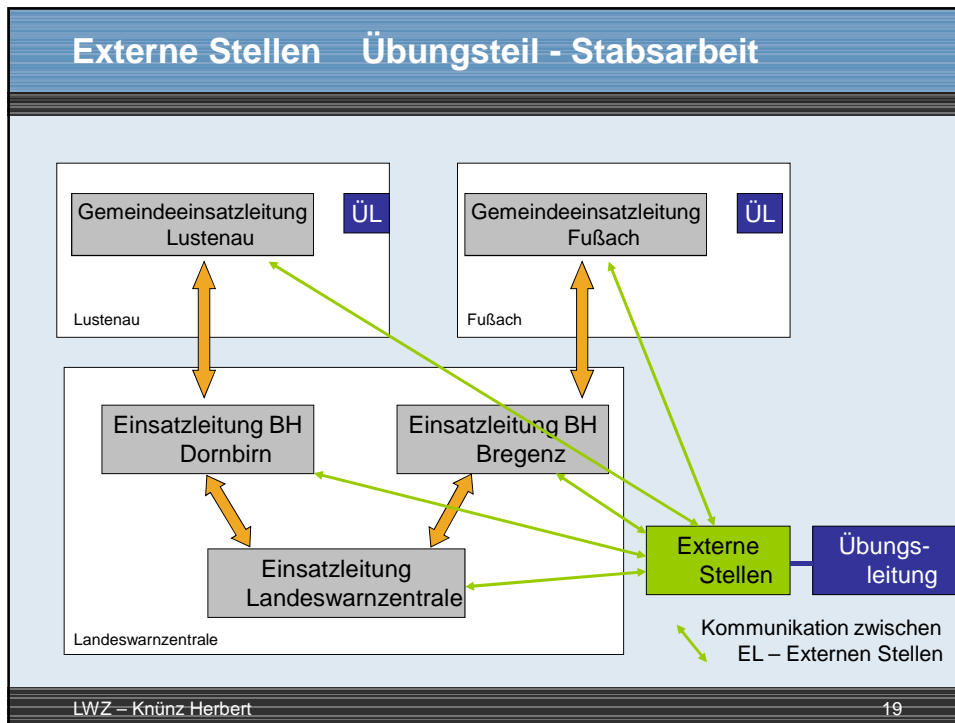 Externe Stellen Übungsteil - Stabsarbeit
Gemeindeeinsatzleitung
Lustenau
ÜL
Lustenau
Gemeindeeinsatzleitung
Fußach
ÜL
Fußach
Einsatzleitung BH
Dornbirn
Einsatzleitung BH
Bregenz
Einsatzleitung
Landeswarnzentrale
Landeswarnzentrale
Externe
Stellen
Übungs-
leitung
Kommunikation zwischen
EL – Externen Stellen
LWZ – Knünz Herbert 19